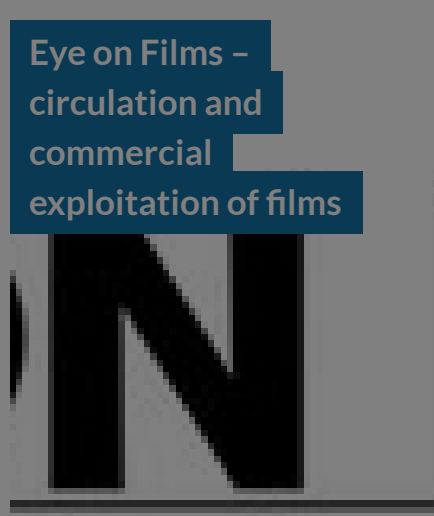 Eye on Films –
circulation and
commercial
exploitation of films
N